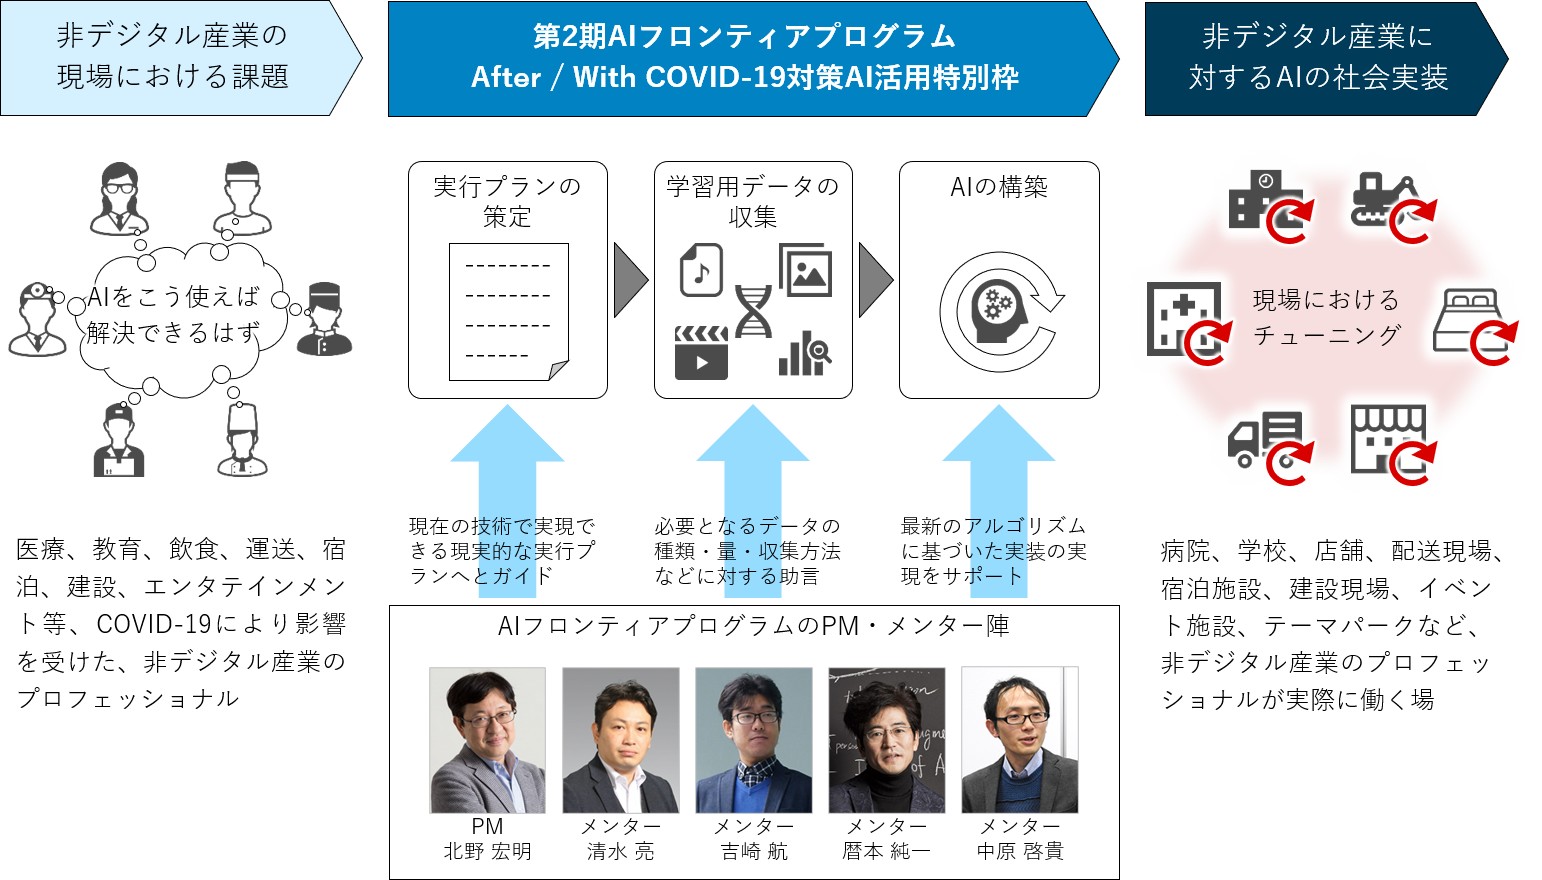 非デジタル産業の
現場における課題
第2期AIフロンティアプログラム
After / With COVID-19対策AI活用特別枠
非デジタル産業に
対するAIの社会実装
AIをこう使えば
解決できるはず
実行プランの
策定
学習用データの
収集
AIの構築
現場における
チューニング
医療、教育、飲食、運送、宿
泊、建設、エンタテインメン
ト等、COVID-19により影響
を受けた、非デジタル産業の
プロフェッショナル
現在の技術で実現で
きる現実的な実行プ
ランへとガイド
必要となるデータの
種類・量・収集方法
などに対する助言
最新のアルゴリズム
に基づいた実装の実
現をサポート
病院、学校、店舗、配送現場、
宿泊施設、建設現場、イベン
ト施設、テーマパークなど、
非デジタル産業のプロフェッ
ショナルが実際に働く場
AIフロンティアプログラムのPM・メンター陣
PM
北野 宏明
メンター
清水 亮
メンター
吉崎 航
メンター
暦本 純一
メンター
中原 啓貴